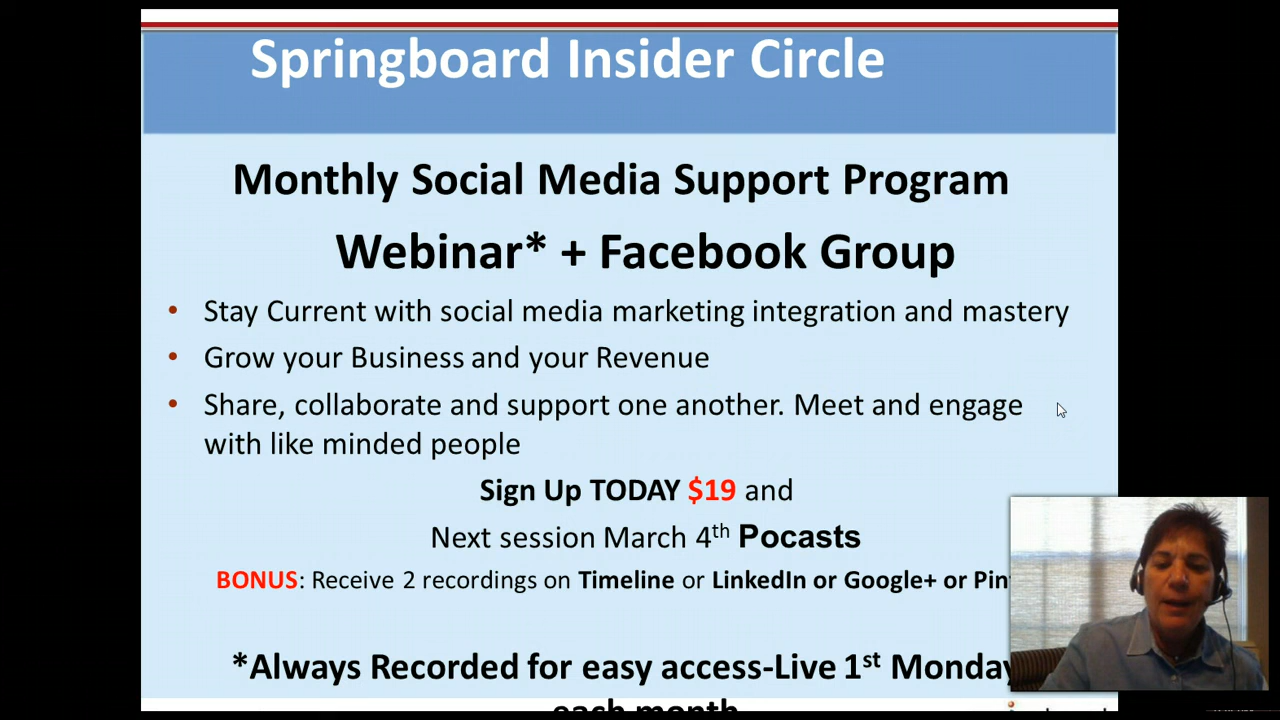 Springboard Insider Circle
Monthly Social Media Support Program
Webinar* + Facebook Group
• Stay Current with social media marketing integration and mastery
• Grow your Business and your Revenue
• Share, collaborate and support one another. Meet and engage
with like minded people
Sign Up TODAY $19 and
Next session March 4th Pocasts
BONUS: Receive 2 recordings on Timeline or LinkedIn or Google+ or
*Always Recorded for easy access-Live 1st Monday
each month